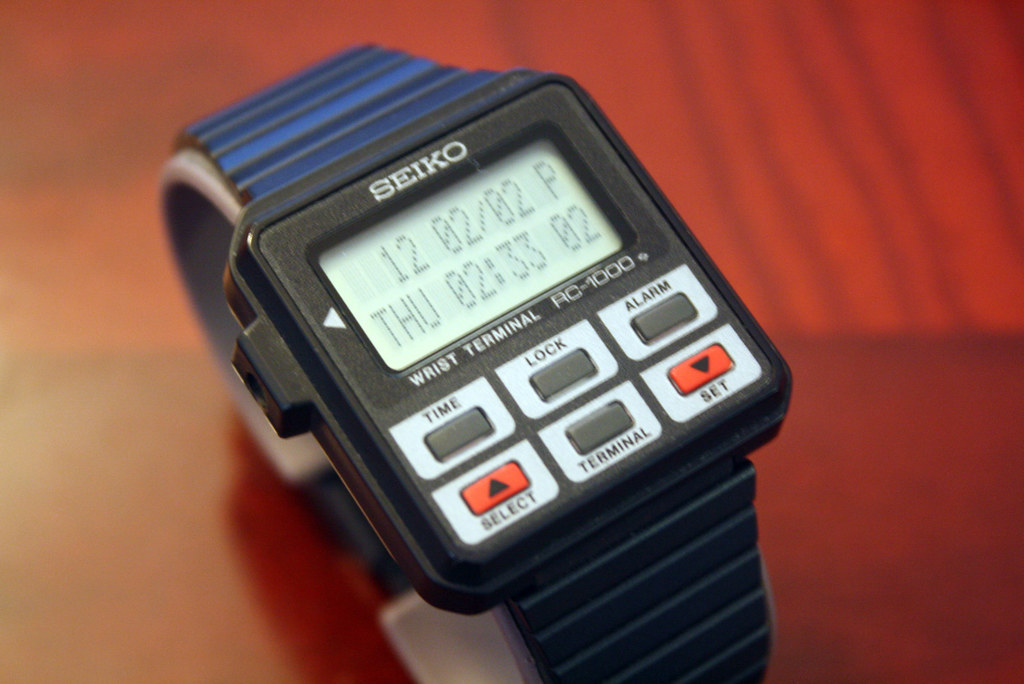 SEIKO
12 02/02 P
THU 02:33 02
WRIST TERMINAL RC-1000
TIME
LOCK
ALARM
SELECT
TERMINAL
SET